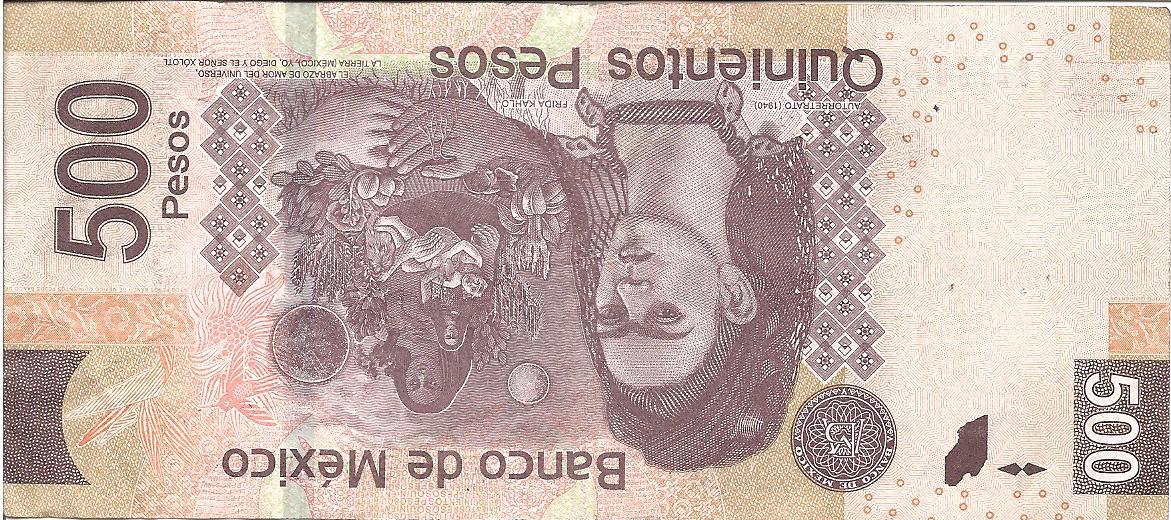 Banco de México
500
500
Pesos
FRIDA KAHLO
AUTORRETRATO (1940)
EL ABRAZO DE AMOR DEL UNIVERSO,
LA TIERRA (MÉXICO), YO, DIEGO Y EL SEÑOR XÓLOTL
Quinientos Pesos
BANCO DE MEXICO